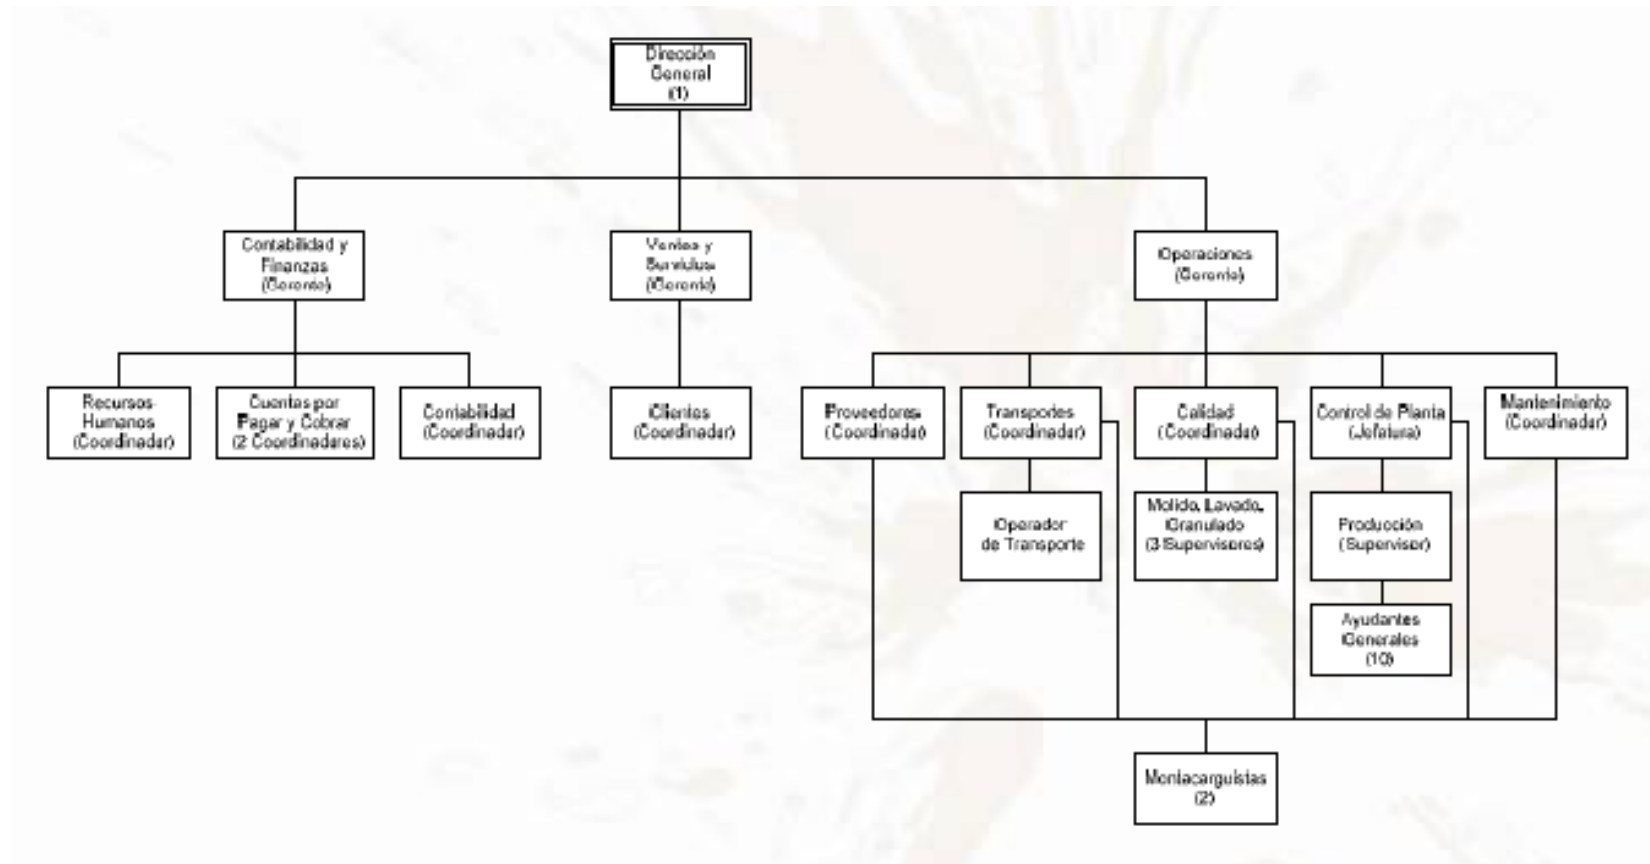 Dirección
General
(1)
Contabilidad y
Finanzas
(Gerente)
Ventas y
Servicios
(Gerente)
Operaciones
(Gerente)
Recursos
Humanos
(Coordinador)
Cuentas por
Pagar y Cobrar
(2 Coordinadores)
Contabilidad
(Coordinador)
Clientes
(Coordinador)
Proveedores
(Coordinador)
Transportes
(Coordinador)
Calidad
(Coordinador)
Control de Planta
(Jefatura)
Mantenimiento
(Coordinador)
Operador
de Transporte
Molido, Lavado,
Granulado
(3 Supervisores)
Producción
(Supervisor)
Ayudantes
Generales
(10)
Montacarguistas
(2)